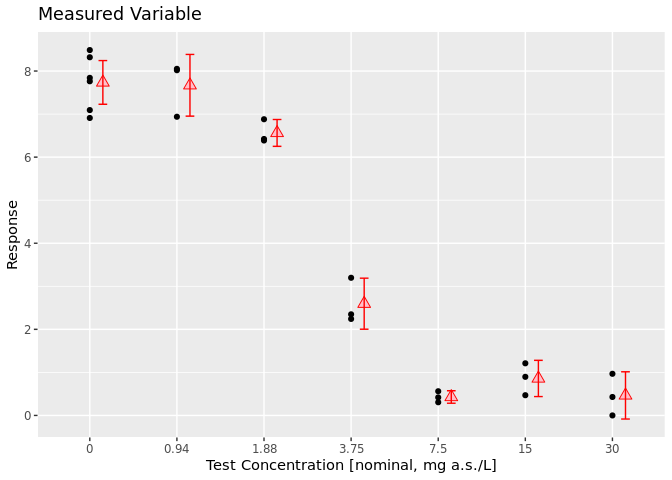 Measured Variable
Response
8
6
4
2
0
0 0.94 1.88 3.75 7.5 15 30
Test Concentration [nominal, mg a.s./L]